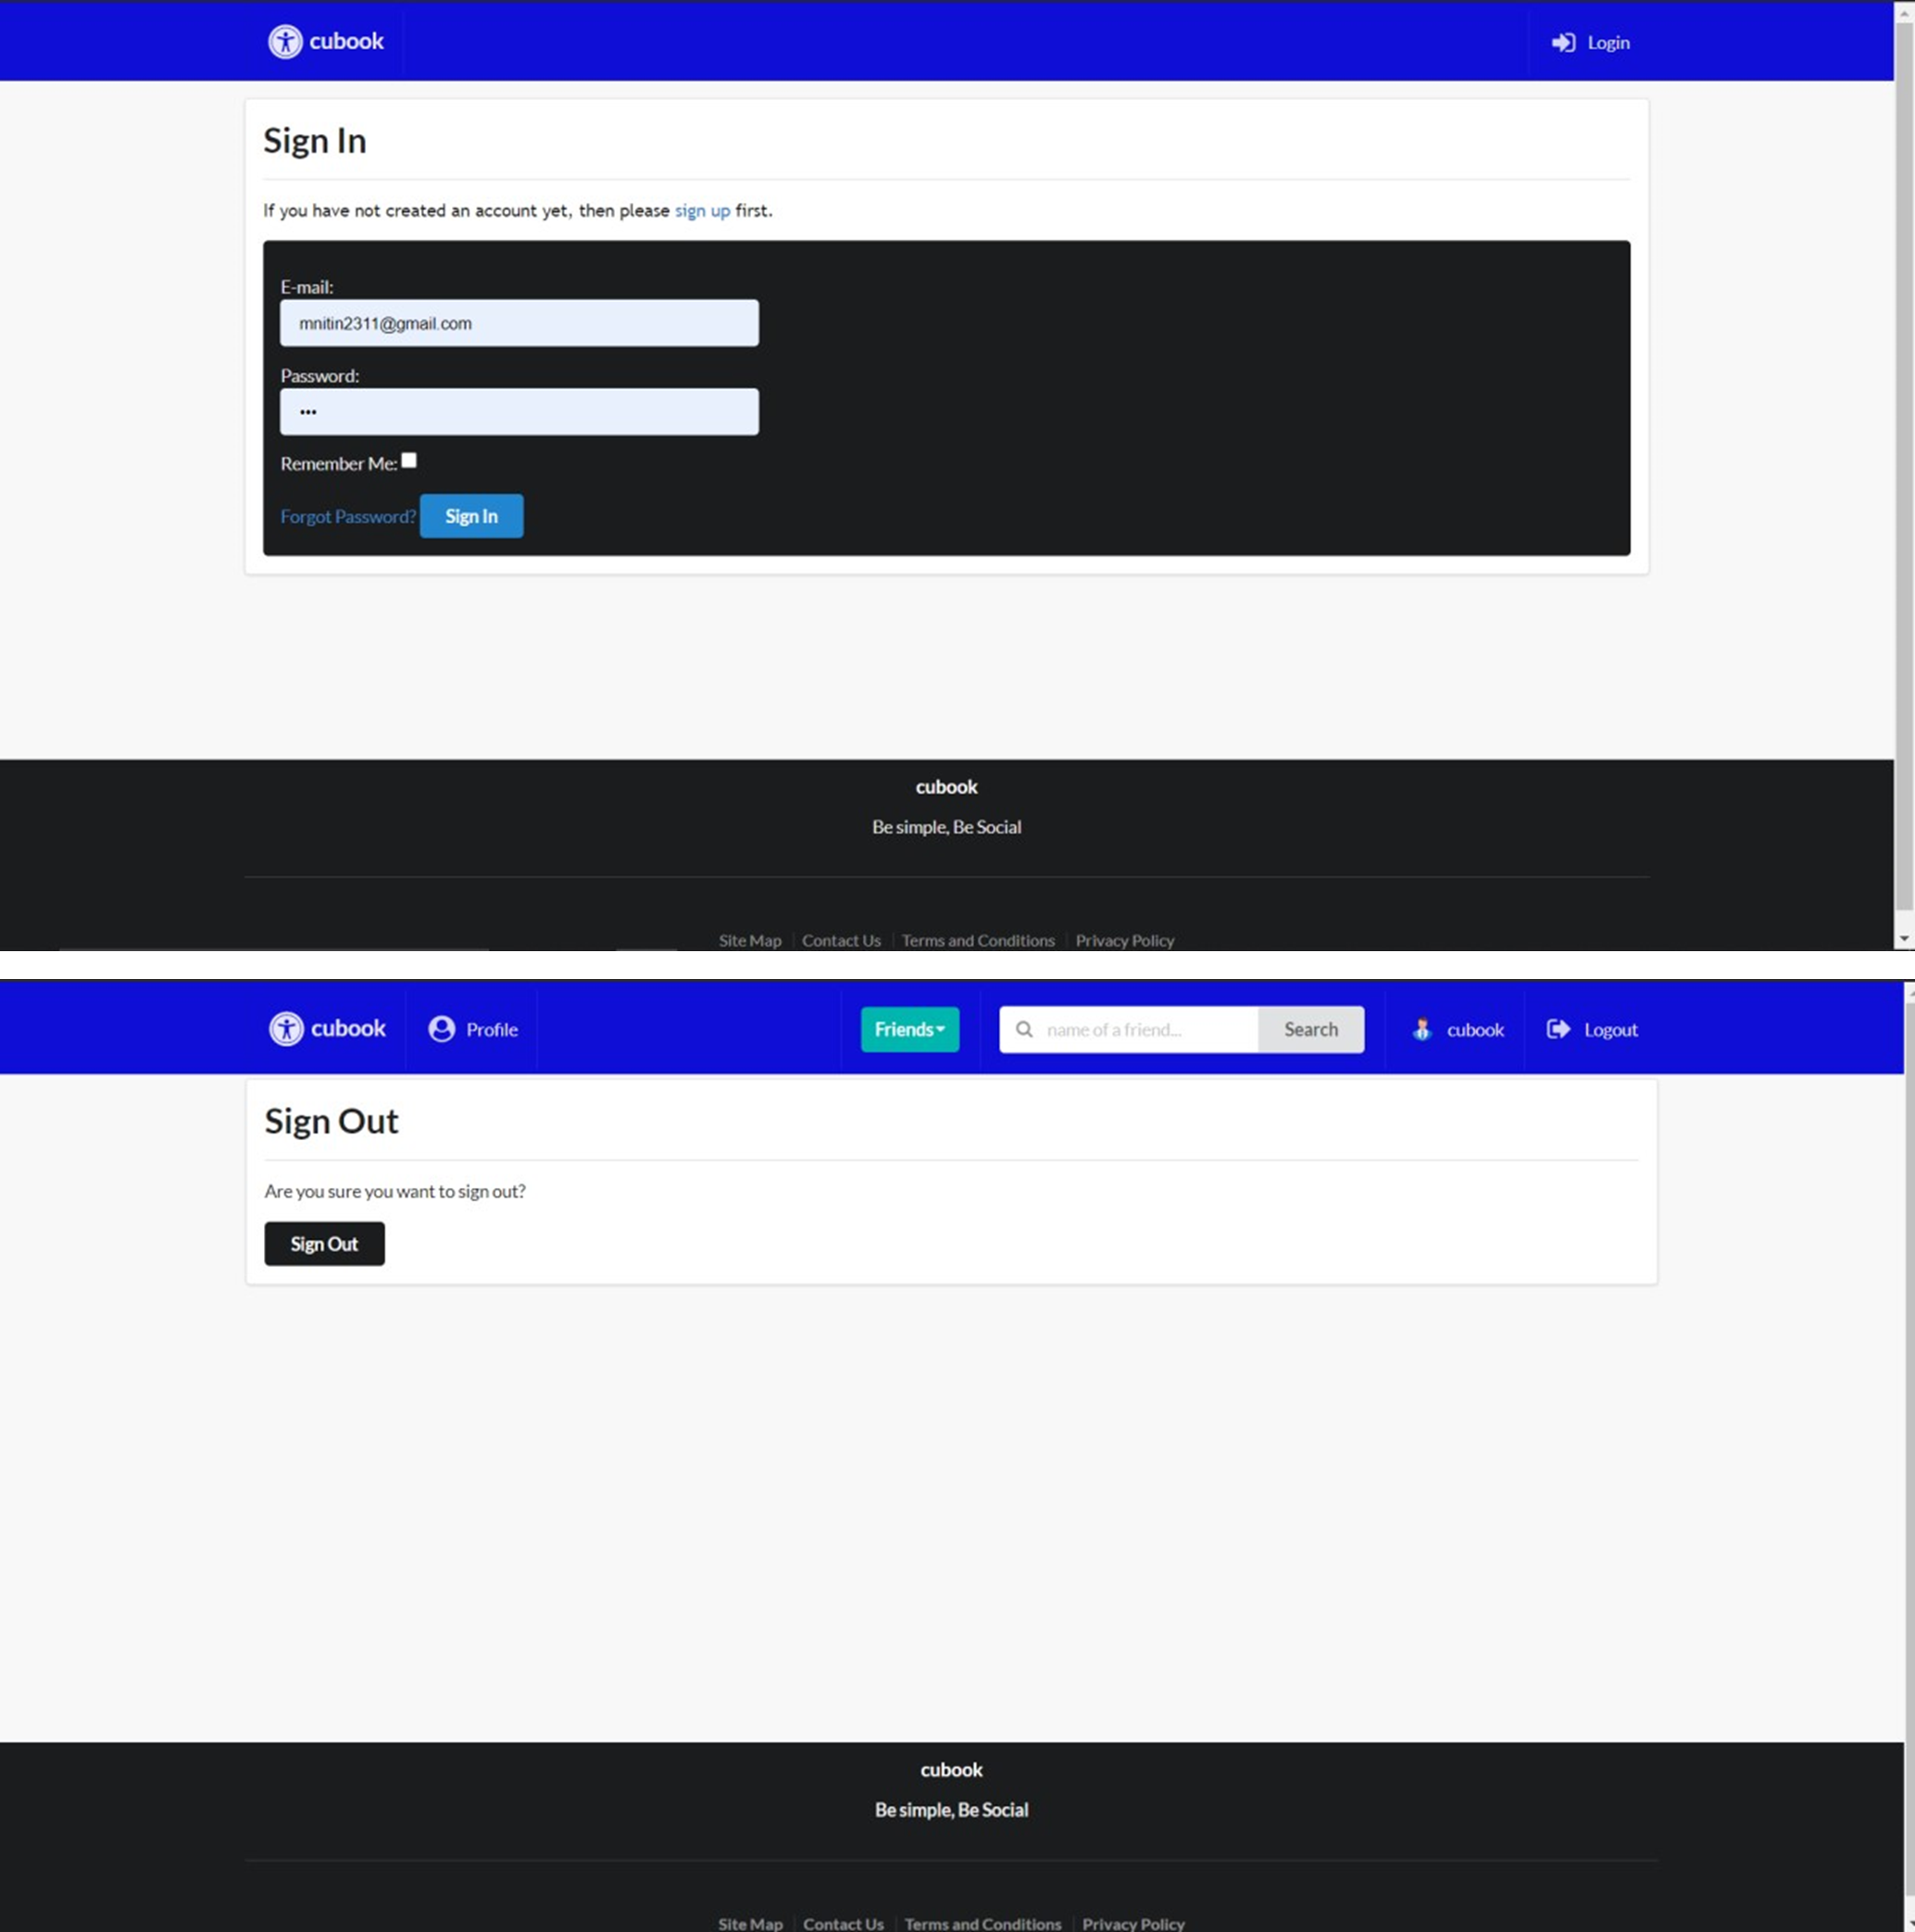 cubook Login
Sign In
If you have not created an account yet, then please sign up first.
E-mail:
mnitin2311@gmail.com
Password:
•••
Remember Me:
Forgot Password? Sign In
cubook
Be simple, Be Social
Site Map Contact Us Terms and Conditions Privacy Policy
cubook Profile Friends name of a friend... Search cubook Logout
Sign Out
Are you sure you want to sign out?
Sign Out
cubook
Be simple, Be Social
Site Map Contact Us Terms and Conditions Privacy Policy